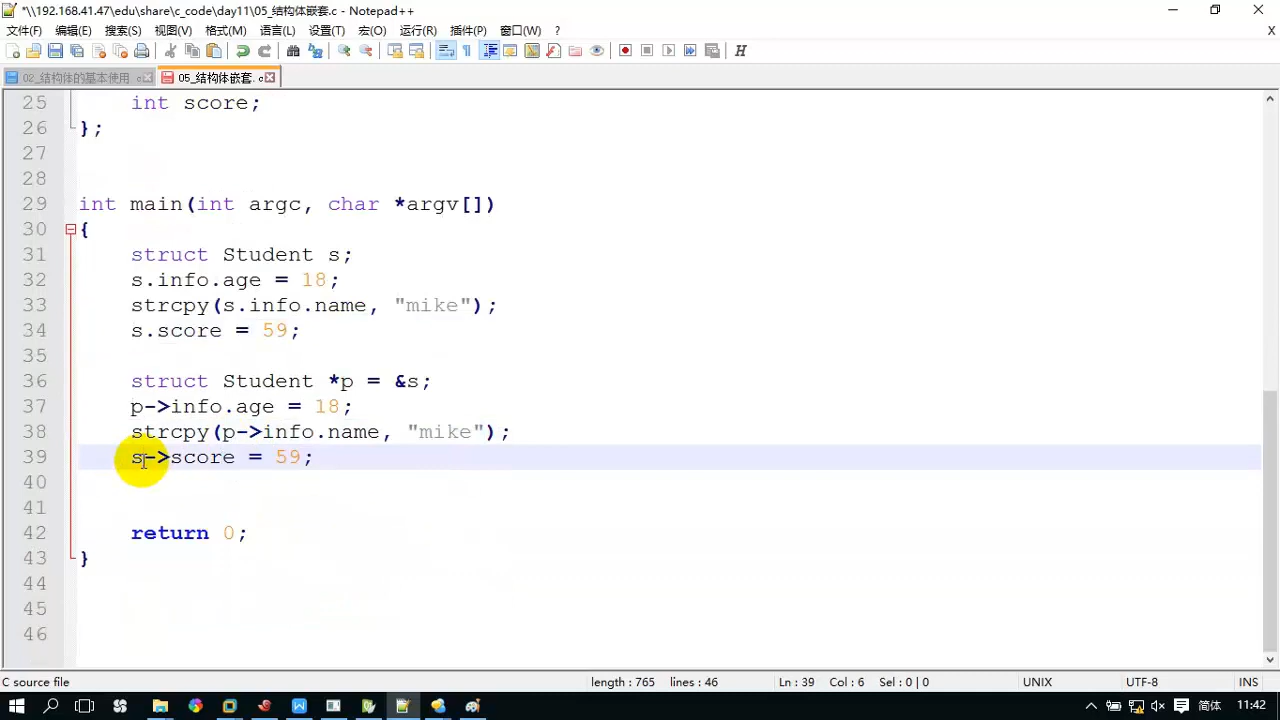 *\\192.168.41.47\edu\share\c_code\day11\05_结构体嵌套.c - Notepad++
文件(F) 编辑(E) 搜索(S) 视图(V) 格式(M) 语言(L) 设置(T) 宏(O) 运行(R) 插件(P) 窗口(W) ? X
02_结构体的基本使用.c 05_结构体嵌套.c
25 int score;
26 };
27
28
29 int main(int argc, char *argv[])
30 {
31 struct Student s;
32 s.info.age = 18;
33 strcpy(s.info.name, "mike");
34 s.score = 59;
35
36 struct Student *p = &s;
37 p->info.age = 18;
38 strcpy(p->info.name, "mike");
39 s->score = 59;
40
41
42 return 0;
43 }
44
45
46
C source file length : 765 lines : 46 Ln : 39 Col : 6 Sel : 0 | 0 UNIX UTF-8 INS
简体 11:42